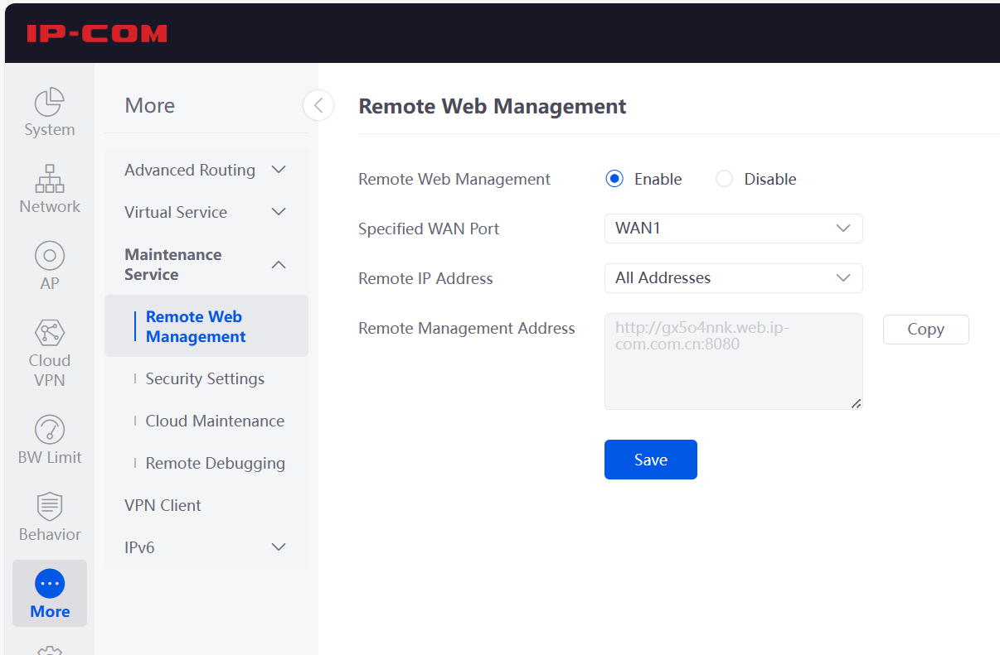 IP-COM
System
Network
AP
Cloud
VPN
BW Limit
Behavior
More
More
Advanced Routing
Virtual Service
Maintenance
Service
Remote Web
Management
Security Settings
Cloud Maintenance
Remote Debugging
VPN Client
IPv6
Remote Web Management
Remote Web Management Enable Disable
Specified WAN Port WAN1
Remote IP Address All Addresses
Remote Management Address http://gx5o4nnk.web.ip-
com.com.cn:8080
Copy
Save